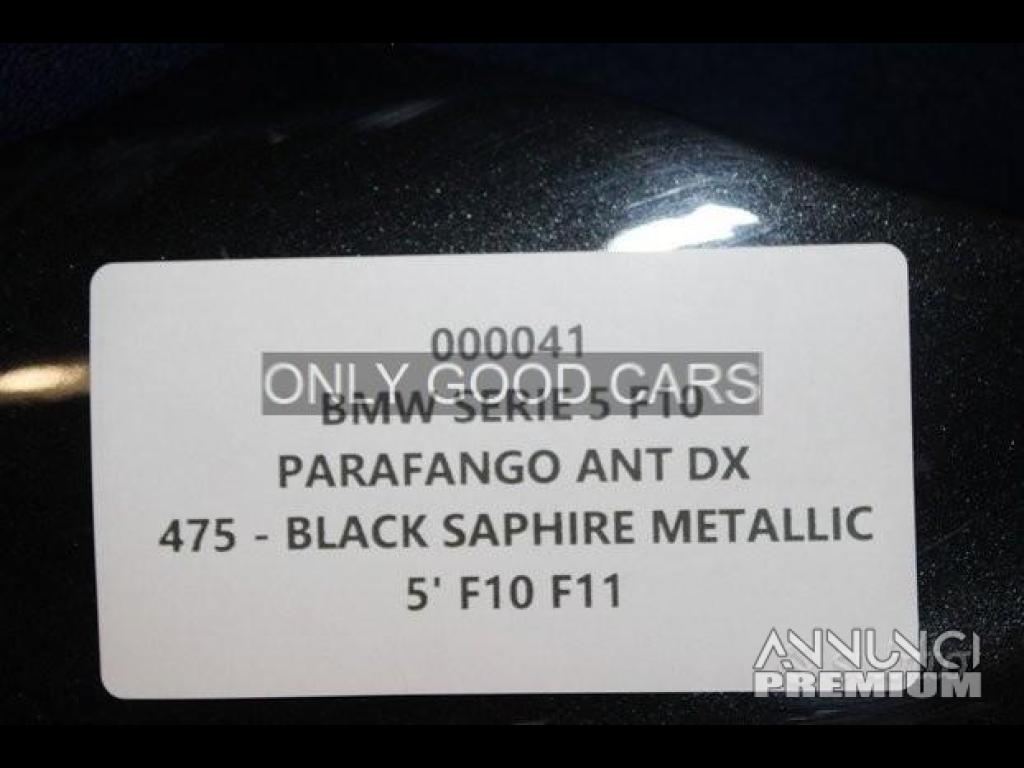 000041
ONLY GOOD CARS
BMW SERIE 5 F10
PARAFANGO ANT DX
475 - BLACK SAPHIRE METALLIC
5' F10 F11
ANNUNCI
PREMIUM